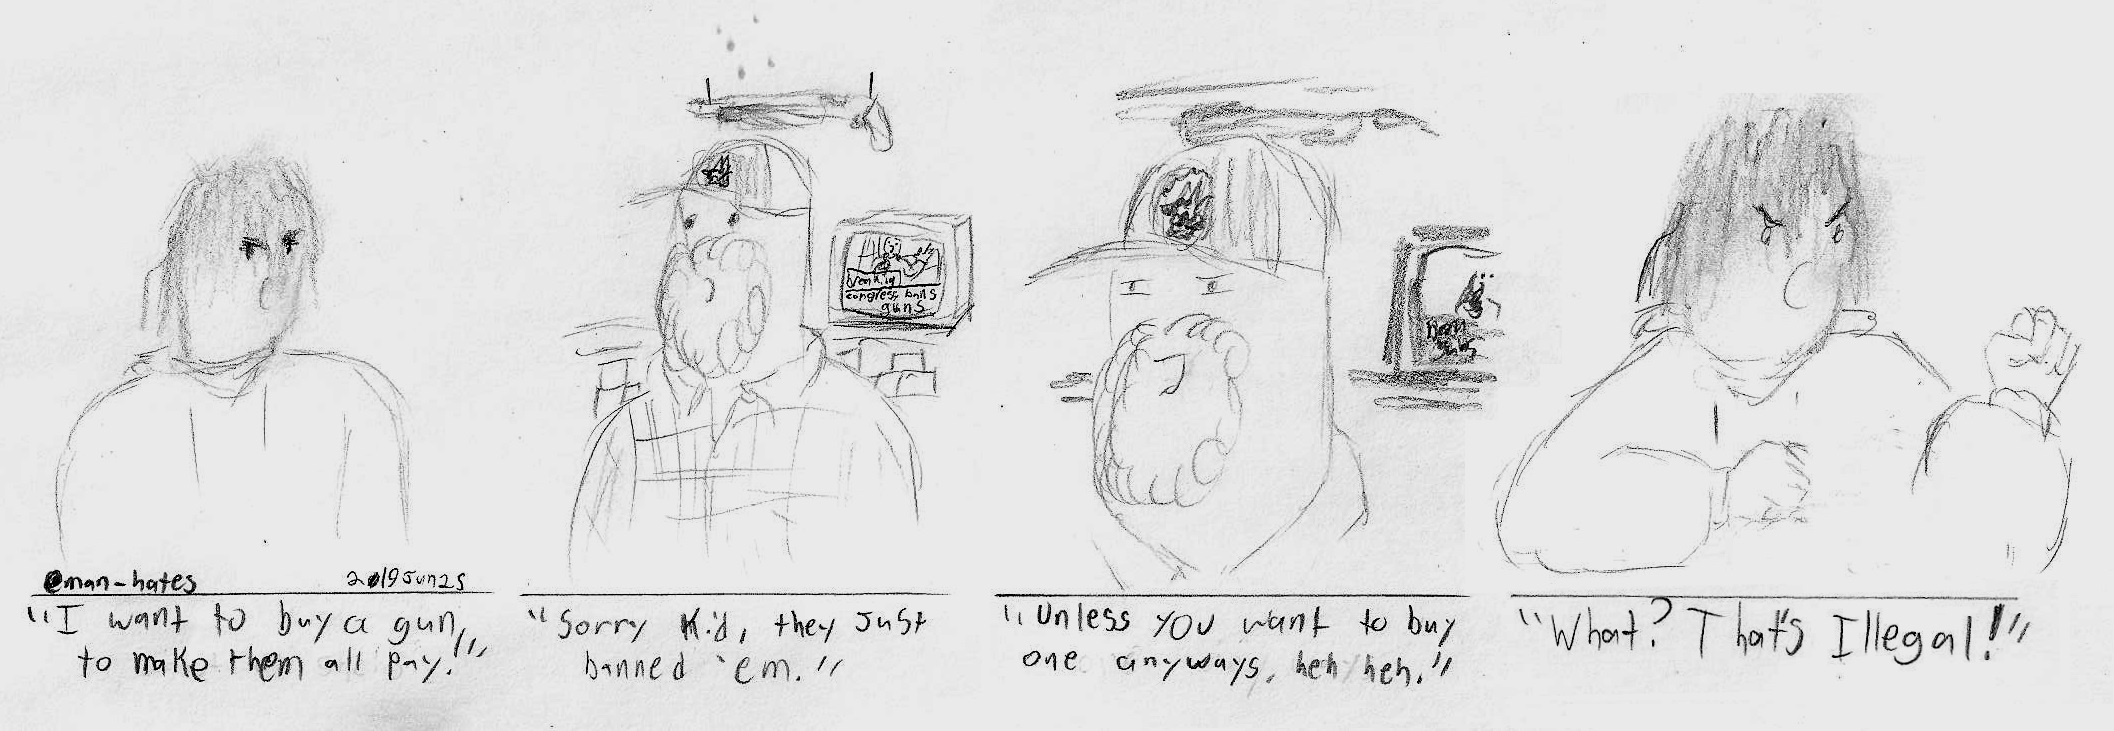 @man-hates
2019Jun25
"I want to buy a gun,
to make them all pay."
congress bans
guns
"Sorry Kid, they just
banned 'em."
"Unless you want to buy
one anyways, heh heh."
"What? That's Illegal!"